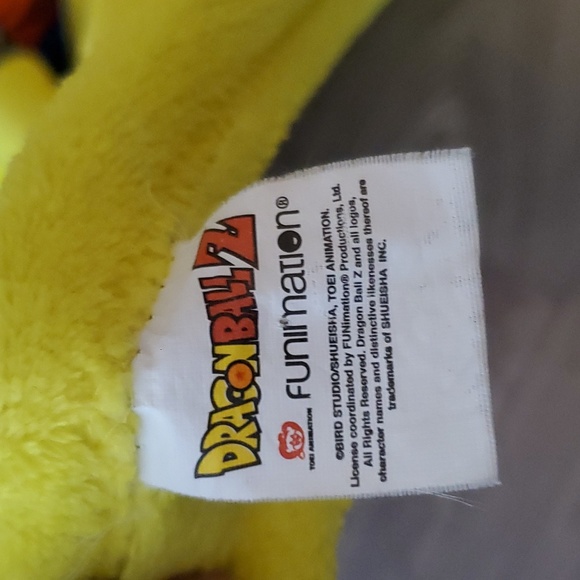 DRAGON BALL Z
TOEI ANIMATION
FUNimation®
©BIRD STUDIO/SHUEISHA, TOEI ANIMATION.
License coordinated by FUNimation® Productions, Ltd.
All Rights Reserved. Dragon Ball Z and all logos,
character names and distinctive likenesses thereof are
trademarks of SHUEISHA INC.